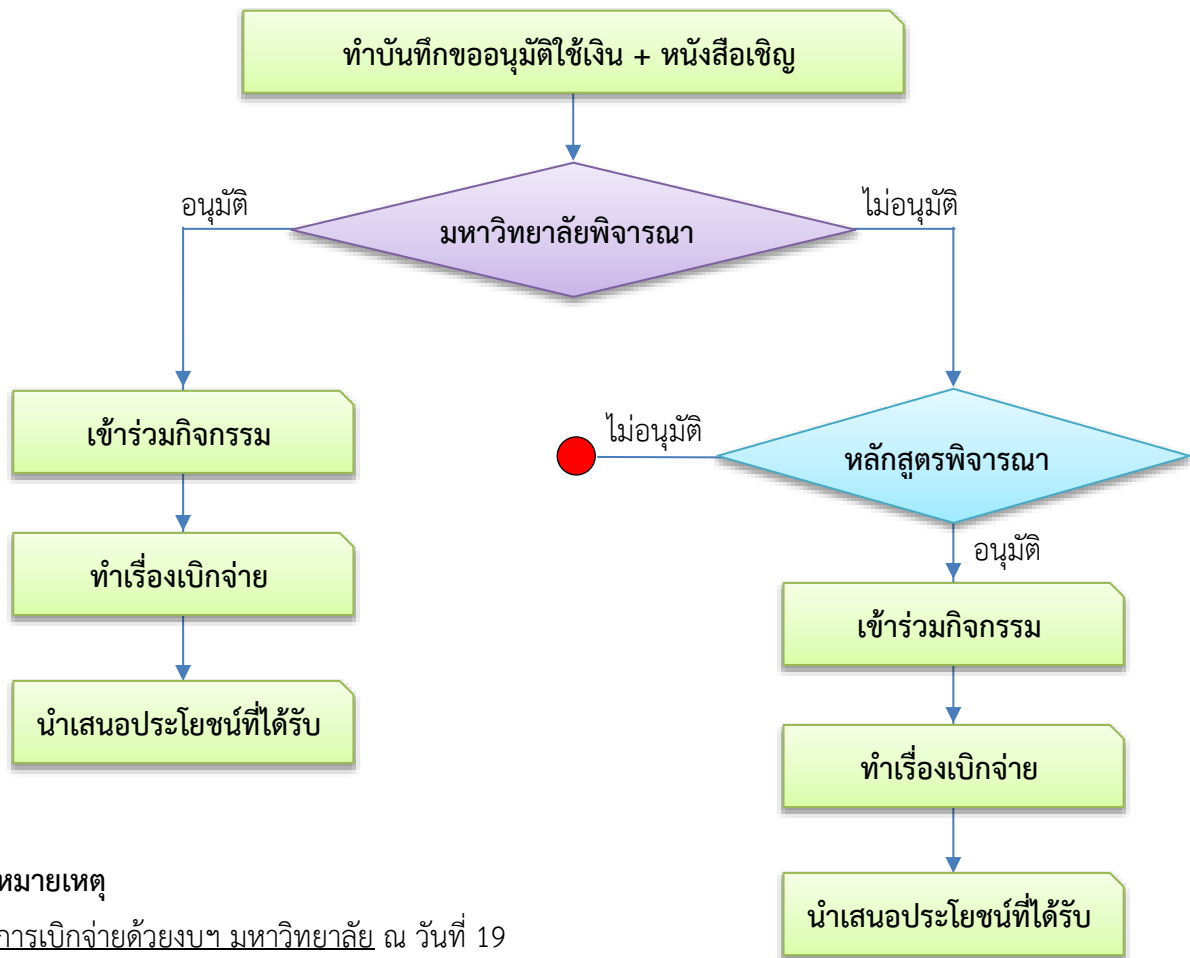 ทำบันทึกขออนุมัติใช้เงิน + หนังสือเชิญ
อนุมัติ
ไม่อนุมัติ
มหาวิทยาลัยพิจารณา
เข้าร่วมกิจกรรม
ไม่อนุมัติ
หลักสูตรพิจารณา
ทำเรื่องเบิกจ่าย
อนุมัติ
เข้าร่วมกิจกรรม
นำเสนอประโยชน์ที่ได้รับ
ทำเรื่องเบิกจ่าย
หมายเหตุ
นำเสนอประโยชน์ที่ได้รับ
การเบิกจ่ายด้วยงบฯ มหาวิทยาลัย ณ วันที่ 19